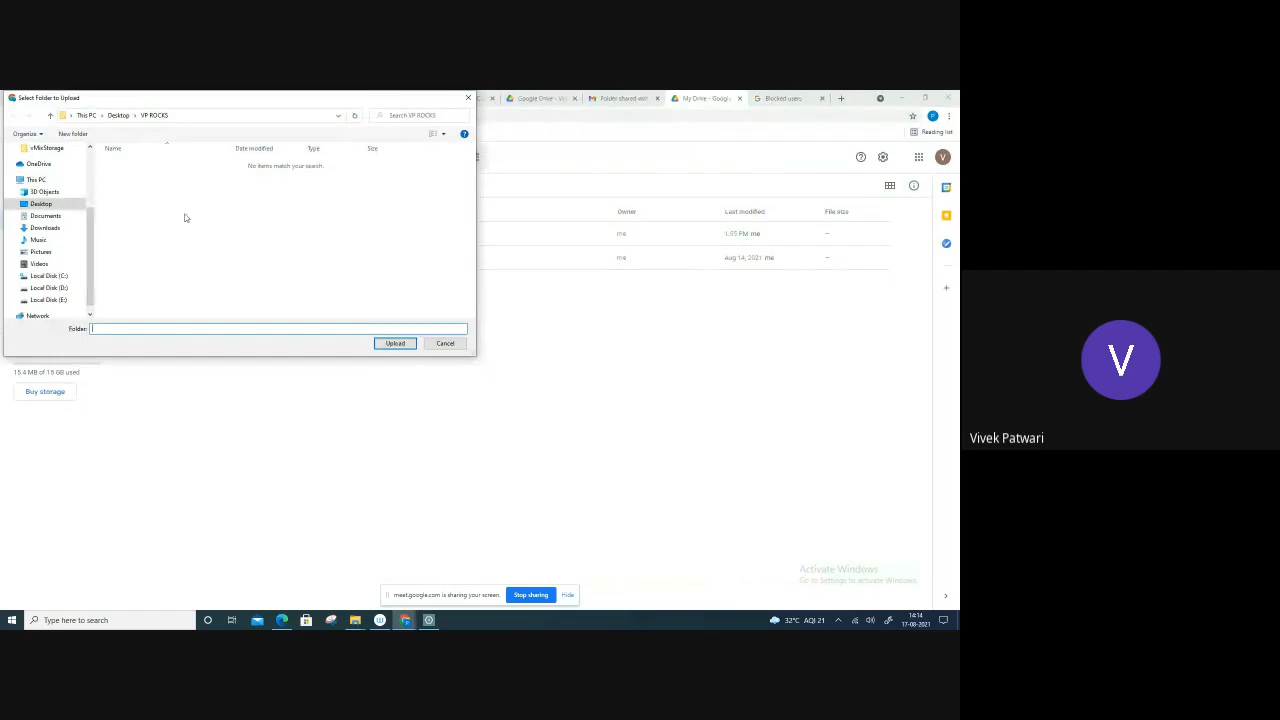 Select Folder to Upload
This PC › Desktop › VP ROCKS
Search VP ROCKS
Google Drive - Vi
Folder shared wit
My Drive - Google
Blocked users
Organize
New folder
Reading list
Name Date modified Type Size
No items match your search.
vMixStorage
OneDrive
This PC
3D Objects
Desktop
Documents
Downloads
Music
Pictures
Videos
Local Disk (C:)
Local Disk (D:)
Local Disk (E:)
Network
Folder:
Upload Cancel
P
V
Owner Last modified File size
me 1:55 PM me –
me Aug 14, 2021 me –
15.4 MB of 15 GB used
Buy storage
Activate Windows
Go to Settings to activate Windows.
meet.google.com is sharing your screen. Stop sharing Hide
Type here to search
32°C AQI 21
14:14
17-08-2021
V
Vivek Patwari